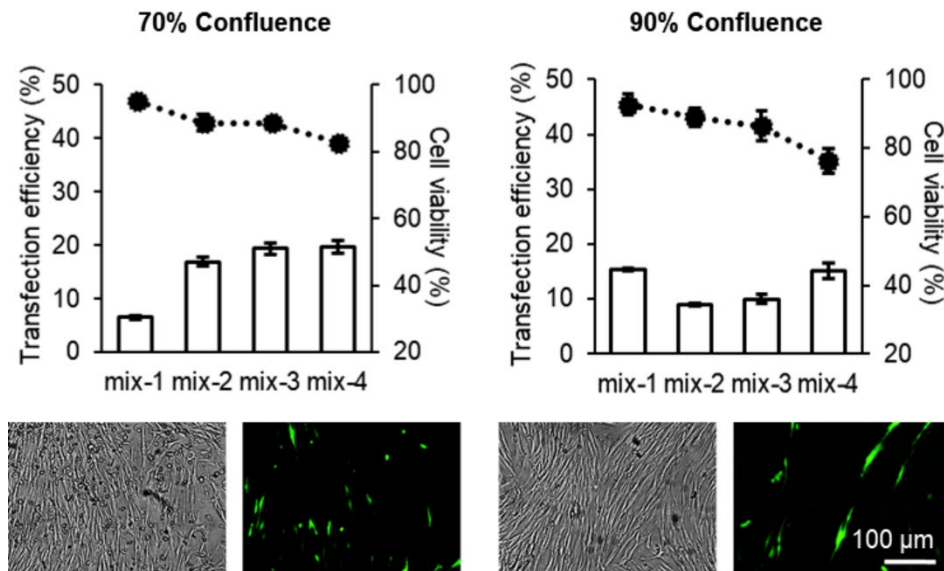 70% Confluence
90% Confluence
Transfection efficiency (%)
50
40
30
20
10
0
100
80
60
40
20
Cell viability (%)
mix-1 mix-2 mix-3 mix-4
Transfection efficiency (%)
50
40
30
20
10
0
100
80
60
40
20
Cell viability (%)
mix-1 mix-2 mix-3 mix-4
100 µm